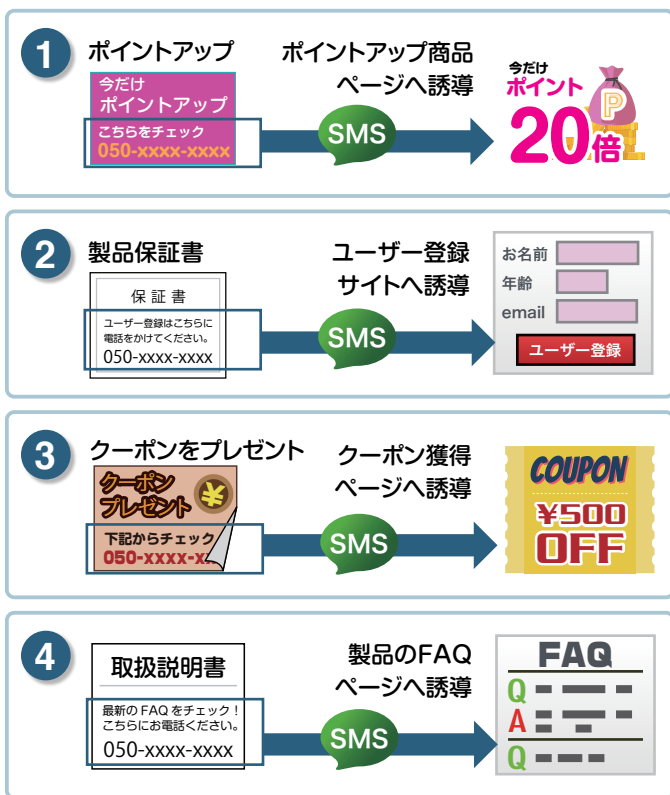 1
ポイントアップ
今だけ
ポイントアップ
こちらをチェック
050-xxxx-xxxx
ポイントアップ商品
ページへ誘導
SMS
今だけ
ポイント
20倍
P
2
製品保証書
保証書
ユーザー登録はこちらに
電話をかけてください。
050-xxxx-xxxx
ユーザー登録
サイトへ誘導
SMS
お名前
年齢
email
ユーザー登録
3
クーポンをプレゼント
クーポン
プレゼント
¥
下記からチェック
050-xxxx-x
クーポン獲得
ページへ誘導
SMS
COUPON
¥500
OFF
4
取扱説明書
最新の FAQ をチェック！
こちらにお電話ください。
050-xxxx-xxxx
製品のFAQ
ページへ誘導
SMS
FAQ
Q
A
Q